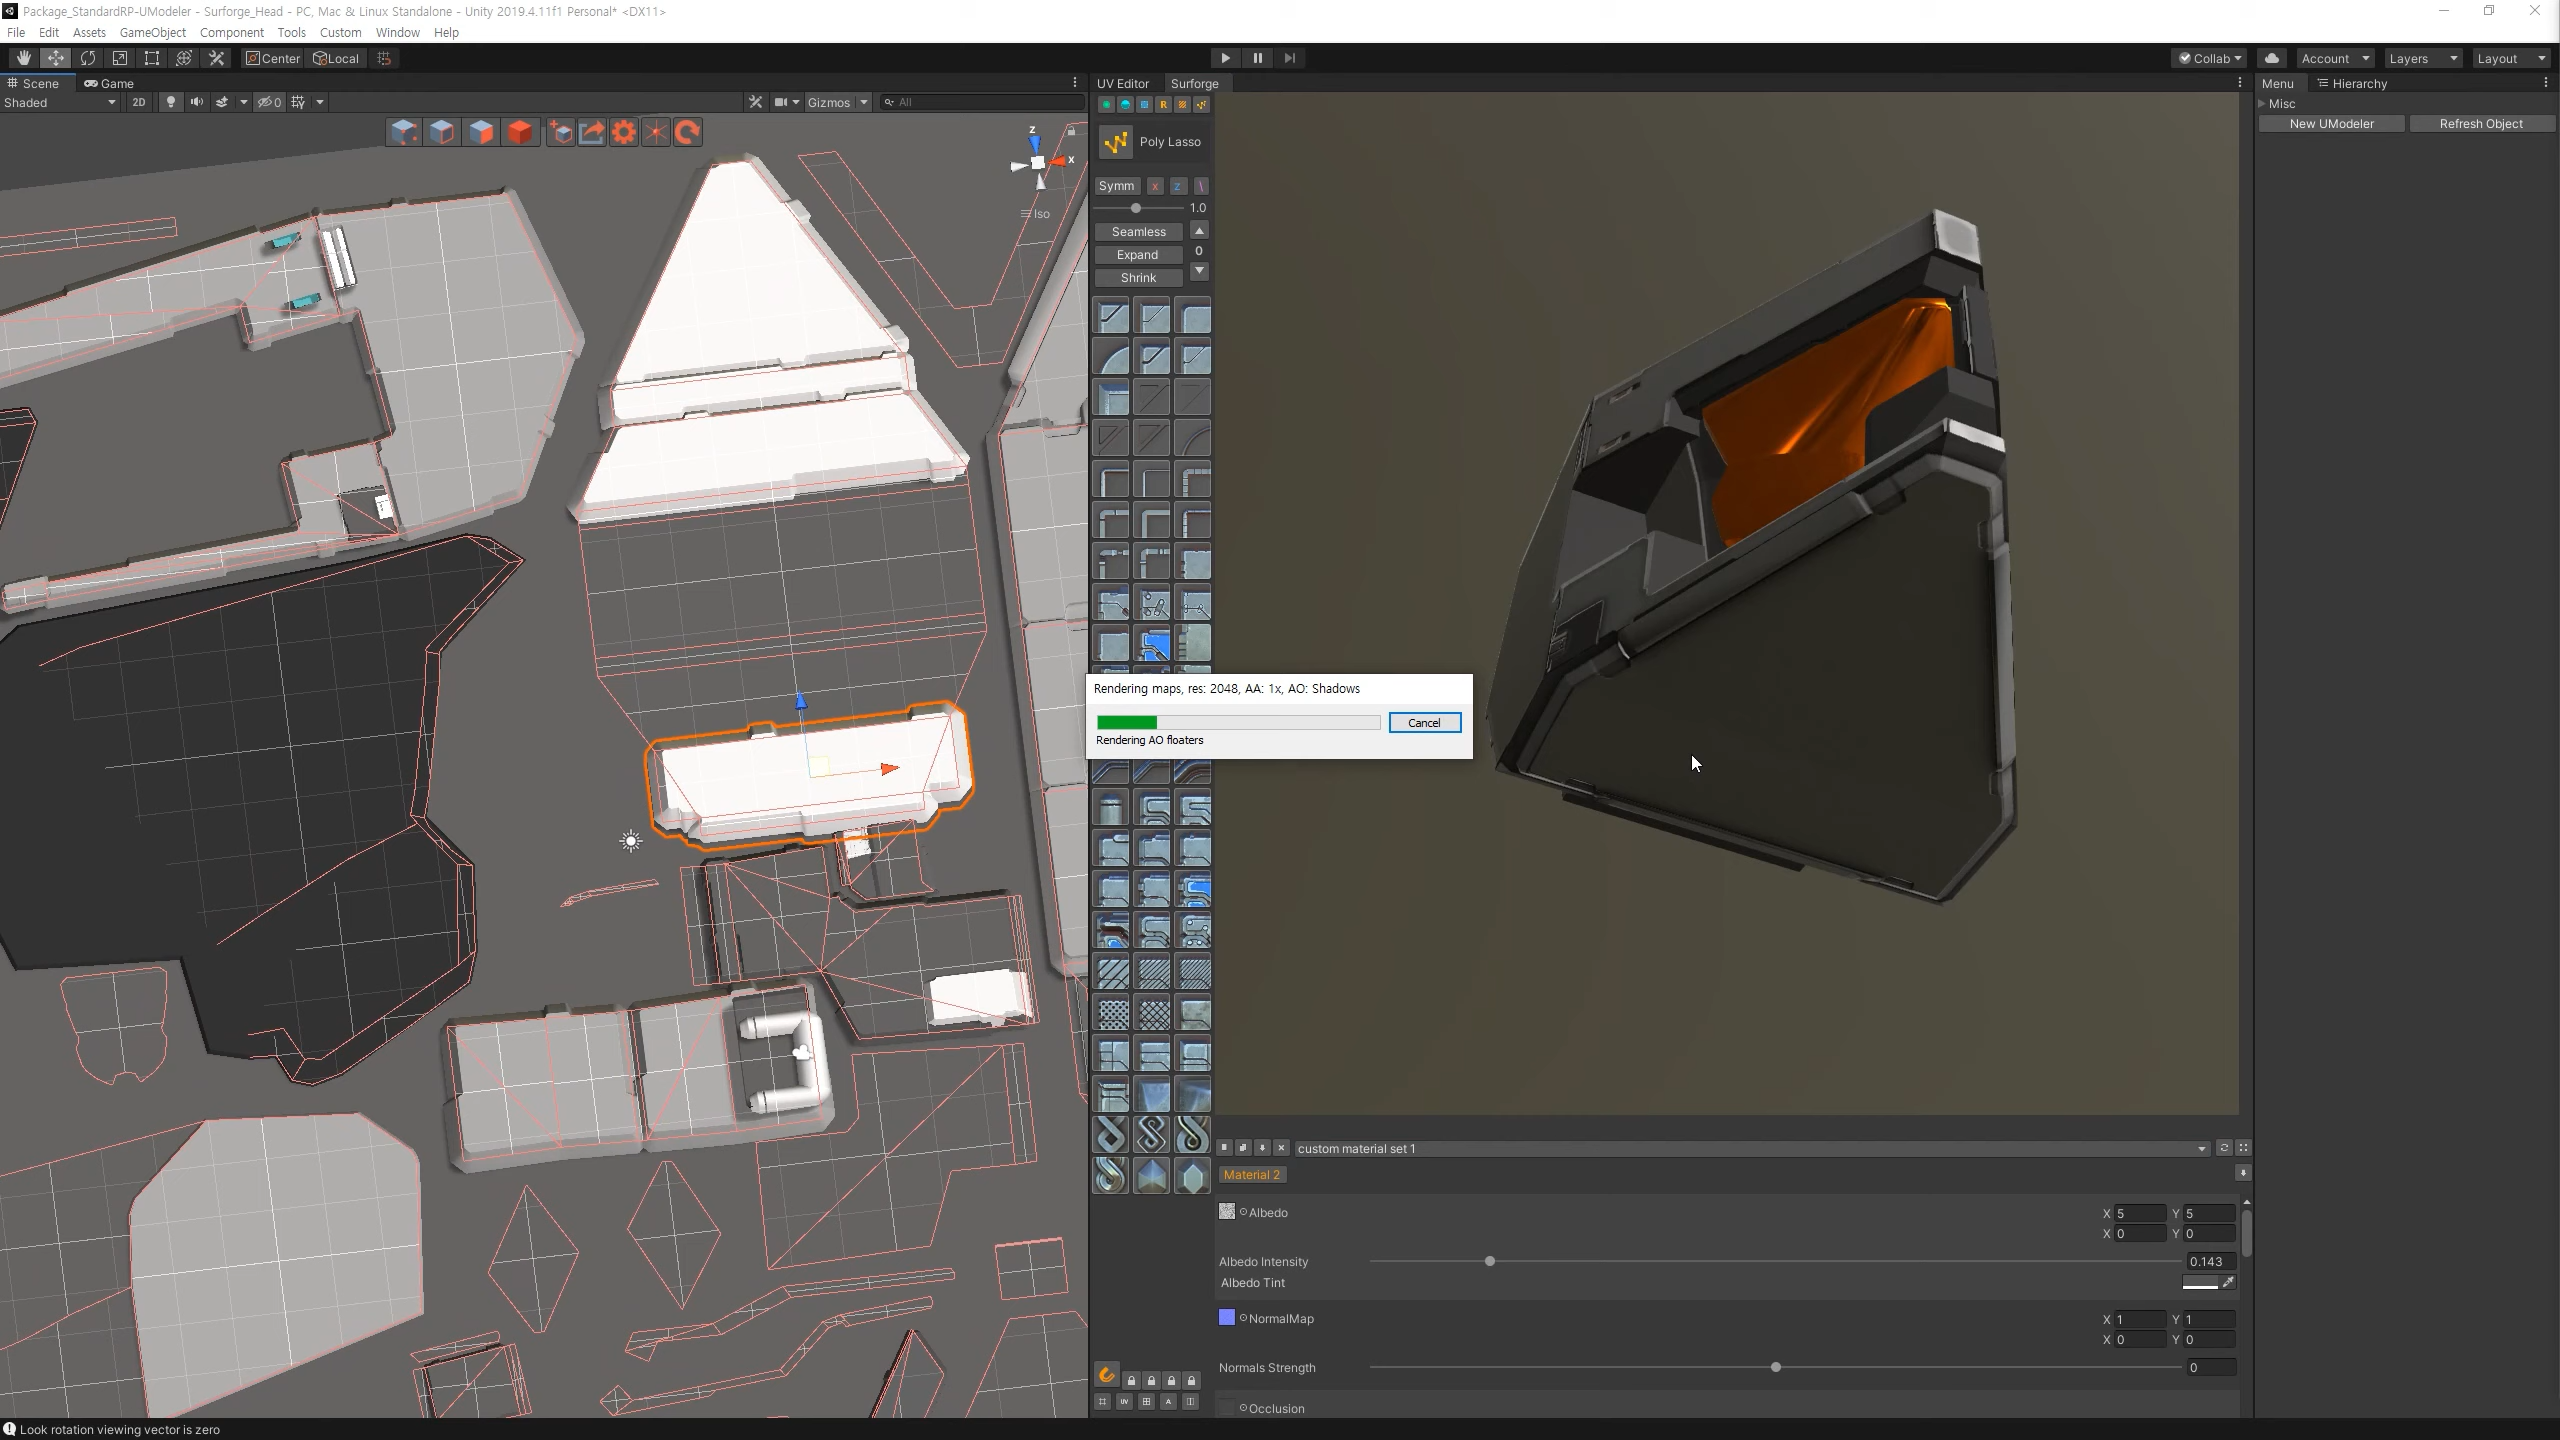 Package_StandardRP-UModeler - Surforge_Head - PC, Mac & Linux Standalone - Unity 2019.4.11f1 Personal* <DX11>
File Edit Assets GameObject Component Tools Custom Window Help
Center Local
Collab Account Layers Layout
Scene Game
UV Editor Surforge
Menu Hierarchy
Shaded 2D 0 Gizmos All
Misc
New UModeler Refresh Object
z
x
Iso
R
Poly Lasso
Symm x z \
1.0
Seamless
Expand 0
Shrink
Rendering maps, res: 2048, AA: 1x, AO: Shadows
Cancel
Rendering AO floaters
custom material set 1
Material 2
Albedo X 5 Y 5
X 0 Y 0
Albedo Intensity 0.143
Albedo Tint
NormalMap X 1 Y 1
X 0 Y 0
Normals Strength 0
UV A
Occlusion
Look rotation viewing vector is zero